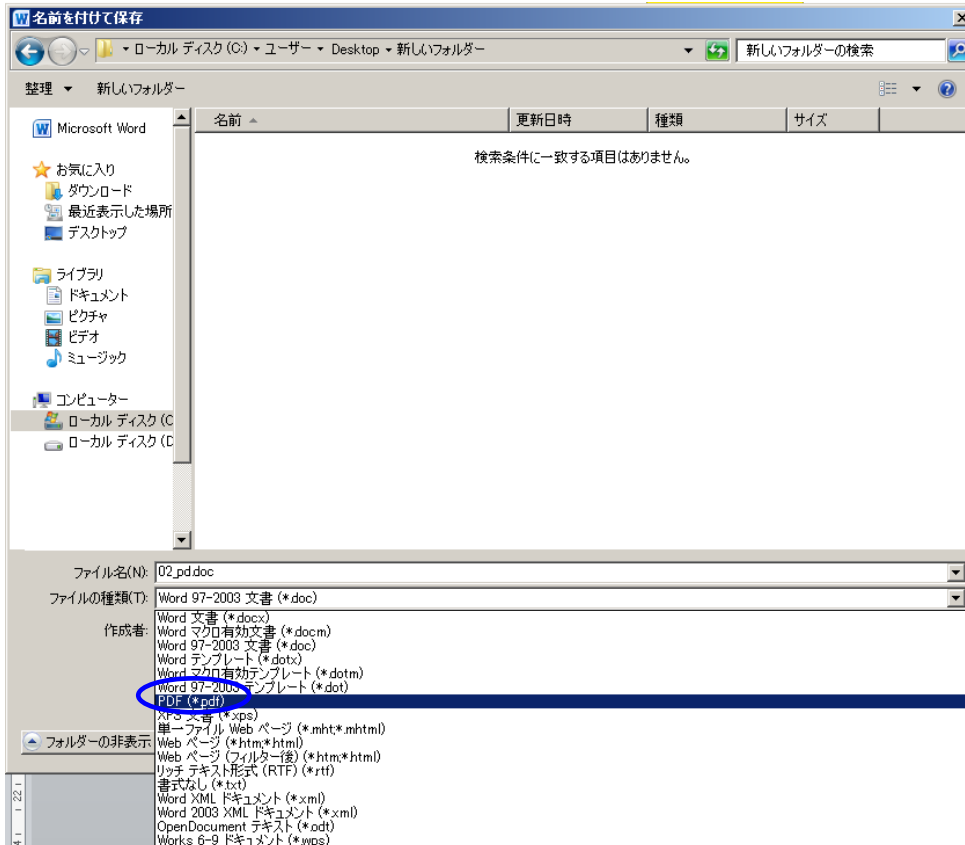 名前を付けて保存
ローカル ディスク (C:) ユーザー Desktop 新しいフォルダー
新しいフォルダーの検索
整理 新しいフォルダー
名前 更新日時 種類 サイズ
検索条件に一致する項目はありません。
Microsoft Word
お気に入り
ダウンロード
最近表示した場所
デスクトップ
ライブラリ
ドキュメント
ピクチャ
ビデオ
ミュージック
コンピューター
ローカル ディスク (C
ローカル ディスク (D
ファイル名(N): 02_pd.doc
ファイルの種類(T): Word 97-2003 文書 (*.doc)
作成者:
Word 文書 (*.docx)
Word マクロ有効文書 (*.docm)
Word 97-2003 文書 (*.doc)
Word テンプレート (*.dotx)
Word マクロ有効テンプレート (*.dotm)
Word 97-2003 テンプレート (*.dot)
PDF (*.pdf)
XPS 文書 (*.xps)
単一ファイル Web ページ (*.mht;*.mhtml)
Web ページ (*.htm;*.html)
Web ページ (フィルター後) (*.htm;*.html)
リッチ テキスト形式 (RTF) (*.rtf)
書式なし (*.txt)
Word XML ドキュメント (*.xml)
Word 2003 XML ドキュメント (*.xml)
OpenDocument テキスト (*.odt)
Works 6-9 ドキュメント (*.wps)
フォルダーの非表示
22